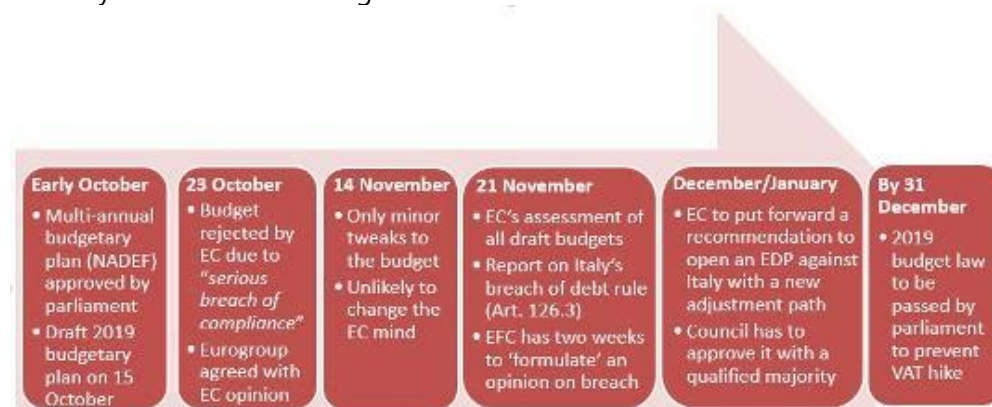 Early October
• Multi-annual
budgetary
plan (NADEF)
approved by
parliament
• Draft 2019
budgetary
plan on 15
October
23 October
• Budget
rejected by
EC due to
"serious
breach of
compliance"
• Eurogroup
agreed with
EC opinion
14 November
• Only minor
tweaks to
the budget
• Unlikely to
change the
EC mind
21 November
• EC's assessment of
all draft budgets
• Report on Italy's
breach of debt rule
(Art. 126.3)
• EFC has two weeks
to 'formulate' an
opinion on breach
December/January
• EC to put forward a
recommendation to
open an EDP against
Italy with a new
adjustment path
• Council has to
approve it with a
qualified majority
By 31
December
• 2019
budget law
to be
passed by
parliament
to prevent
VAT hike